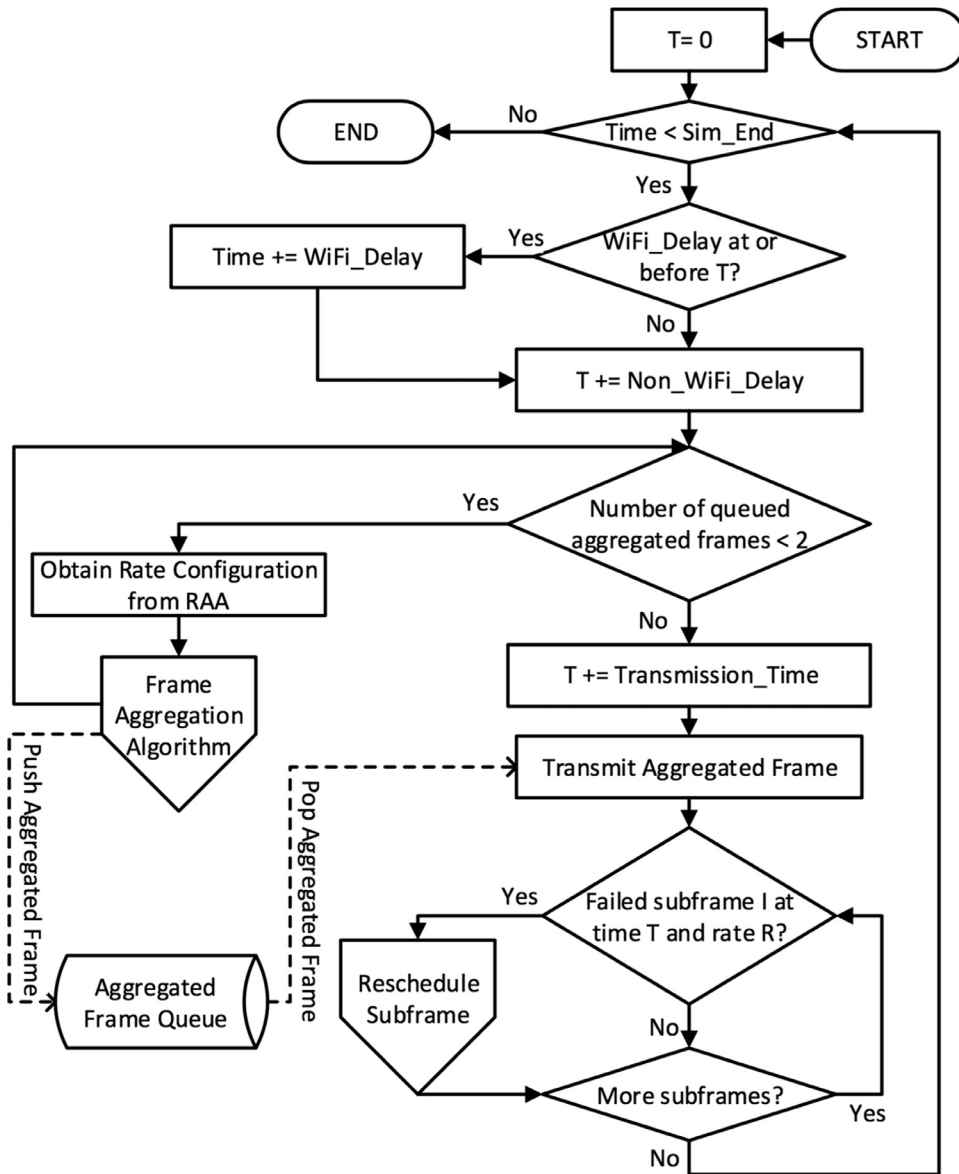 T= 0
START
No
END
Time < Sim_End
Yes
Yes
Time += WiFi_Delay
WiFi_Delay at or
before T?
No
T += Non_WiFi_Delay
Yes
Number of queued
aggregated frames < 2
Obtain Rate Configuration
from RAA
No
Frame
Aggregation
Algorithm
T += Transmission_Time
Push Aggregated Frame
Pop Aggregated Frame
Transmit Aggregated Frame
Yes
Failed subframe I at
time T and rate R?
Reschedule
Subframe
Aggregated
Frame Queue
No
More subframes?
Yes
No